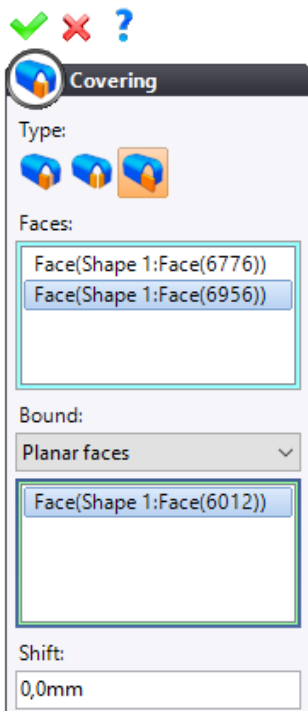 ?
Covering
Type:
Faces:
Face(Shape 1:Face(6776))
Face(Shape 1:Face(6956))
Bound:
Planar faces
Face(Shape 1:Face(6012))
Shift:
0,0mm